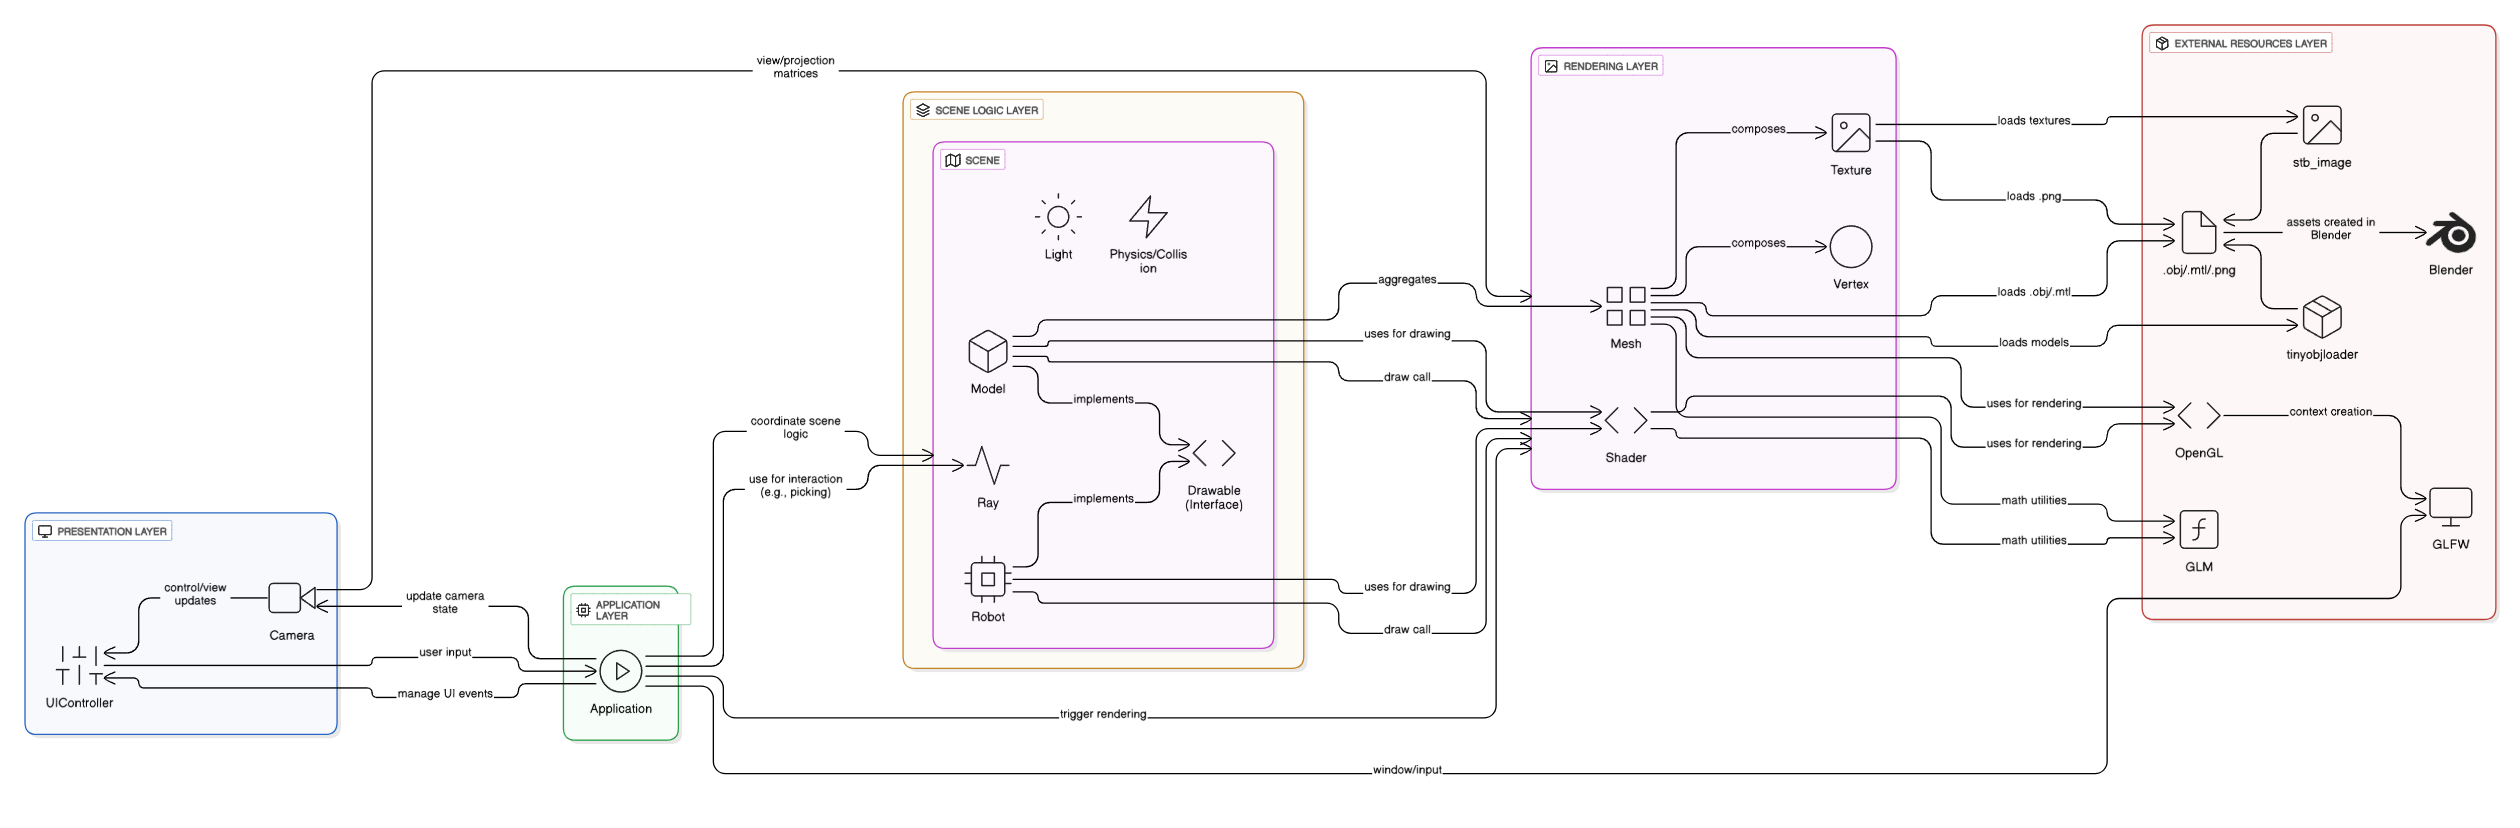 EXTERNAL RESOURCES LAYER
view/projection
matrices
RENDERING LAYER
SCENE LOGIC LAYER
loads textures
composes
SCENE
stb_image
Texture
loads .png
assets created in
Blender
composes
Light
Physics/Collis
ion
.obj/.mtl/.png
Blender
aggregates
Vertex
loads .obj/.mtl
uses for drawing
Mesh
loads models
tinyobjloader
draw call
Model
implements
uses for rendering
context creation
coordinate scene
logic
uses for rendering
Shader
OpenGL
use for interaction
(e.g., picking)
Drawable
(Interface)
Ray
implements
math utilities
PRESENTATION LAYER
math utilities
GLFW
GLM
control/view
updates
uses for drawing
update camera
state
APPLICATION
LAYER
Robot
draw call
Camera
user input
manage UI events
UIController
Application
trigger rendering
window/input